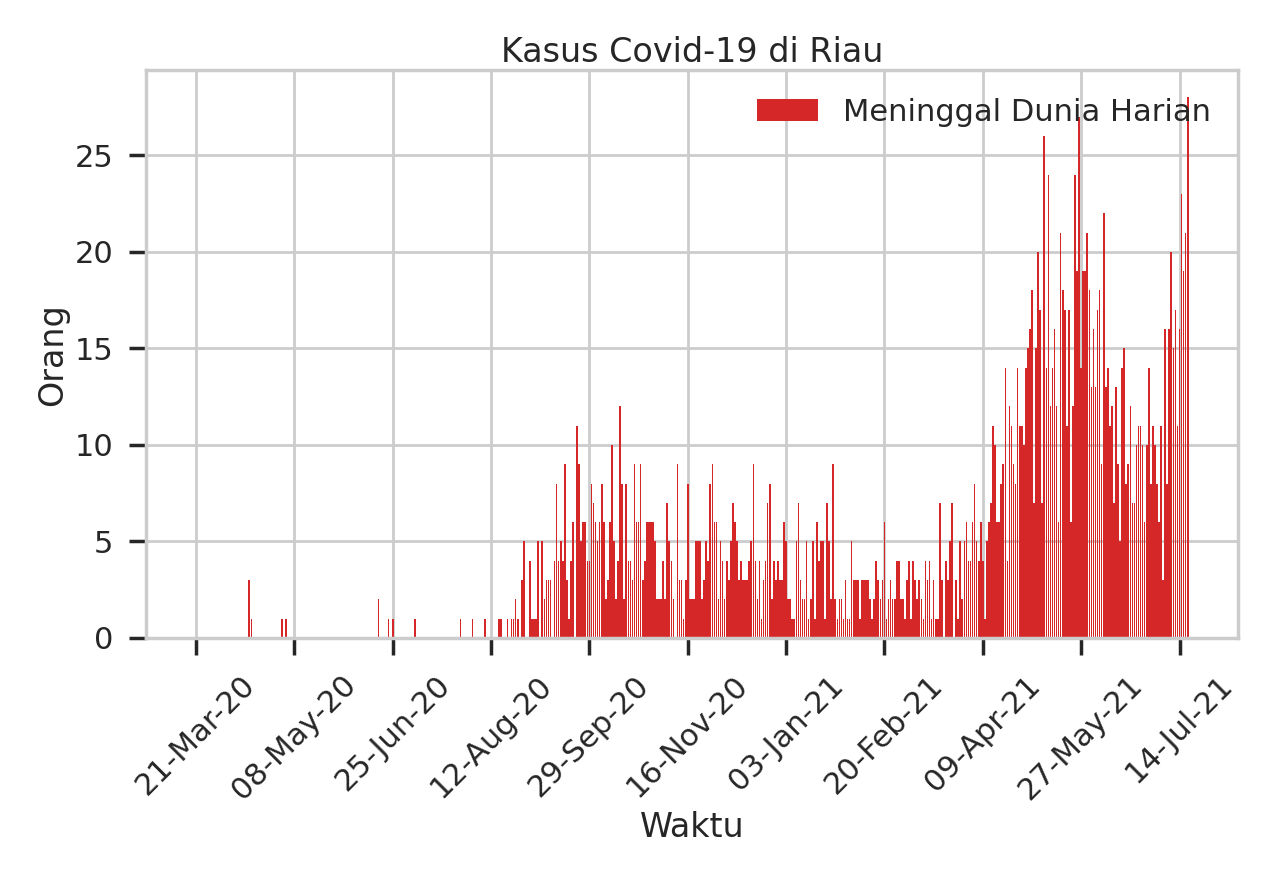 Kasus Covid-19 di Riau
Meninggal Dunia Harian
Orang
25
20
15
10
5
0
21-Mar-20
08-May-20
25-Jun-20
12-Aug-20
29-Sep-20
16-Nov-20
03-Jan-21
20-Feb-21
09-Apr-21
27-May-21
14-Jul-21
Waktu